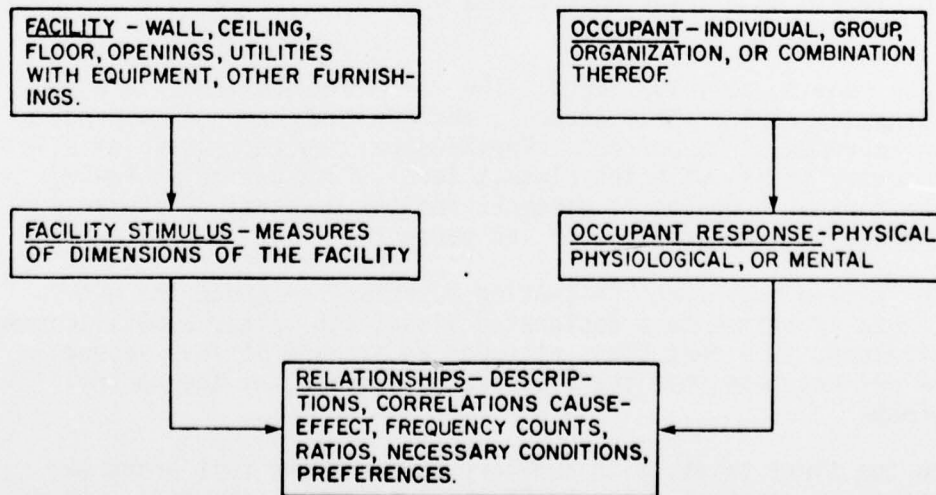 FACILITY – WALL, CEILING,
FLOOR, OPENINGS, UTILITIES
WITH EQUIPMENT, OTHER FURNISH-
INGS.
OCCUPANT – INDIVIDUAL, GROUP,
ORGANIZATION, OR COMBINATION
THEREOF.
FACILITY STIMULUS – MEASURES
OF DIMENSIONS OF THE FACILITY
OCCUPANT RESPONSE – PHYSICAL
PHYSIOLOGICAL, OR MENTAL
RELATIONSHIPS – DESCRIP-
TIONS, CORRELATIONS CAUSE-
EFFECT, FREQUENCY COUNTS,
RATIOS, NECESSARY CONDITIONS,
PREFERENCES.